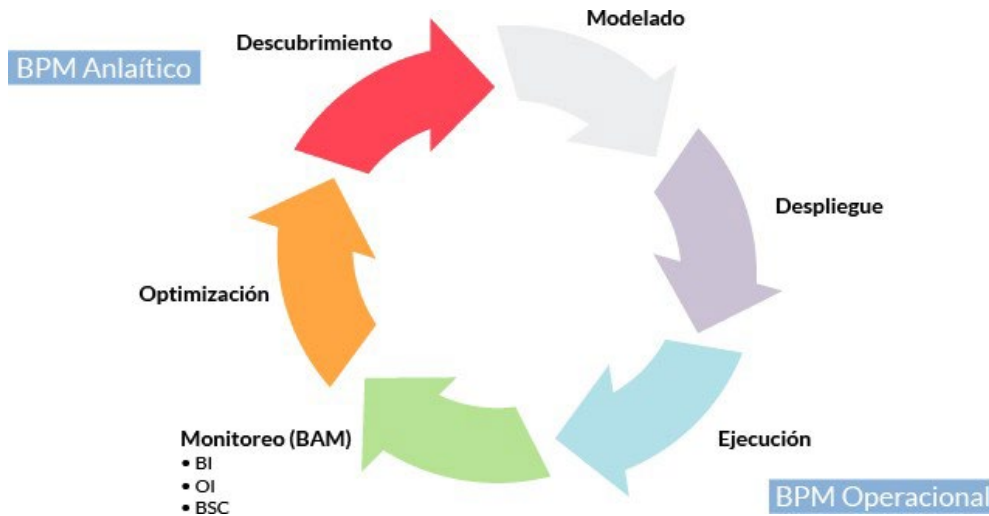 Modelado
Descubrimiento
BPM Anlaítico
Despliegue
Optimización
Monitoreo (BAM)
• BI
• OI
• BSC
Ejecución
BPM Operacional